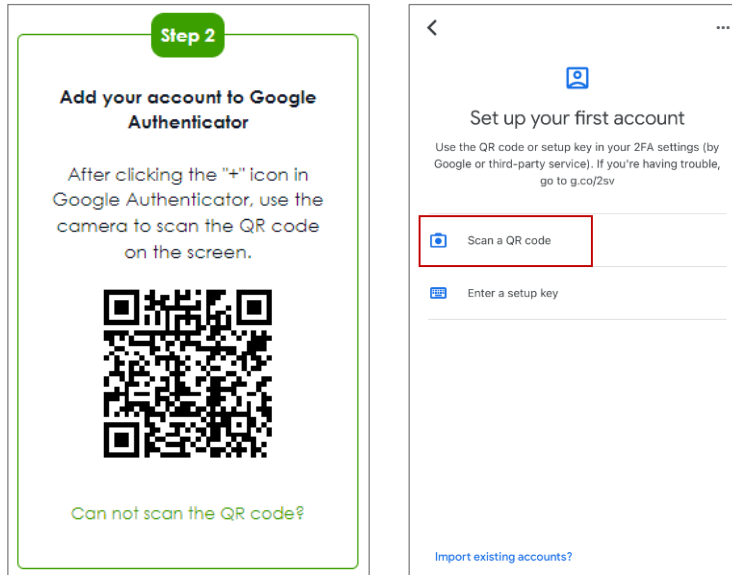 Step 2
Add your account to Google
Authenticator
After clicking the "+" icon in
Google Authenticator, use the
camera to scan the QR code
on the screen.
Can not scan the QR code?
Set up your first account
Use the QR code or setup key in your 2FA settings (by
Google or third-party service). If you're having trouble,
go to g.co/2sv
Scan a QR code
Enter a setup key
Import existing accounts?